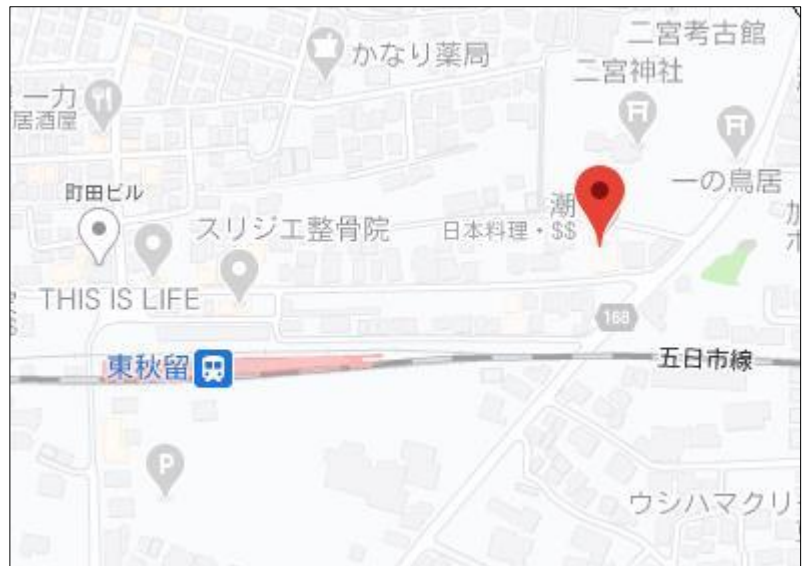 二宮考古館
かなり薬局
二宮神社
一力
居酒屋
一の鳥居
町田ビル
潮
日本料理・$$
スリジエ整骨院
THIS IS LIFE
168
東秋留
五日市線
P
ウシハマクリ